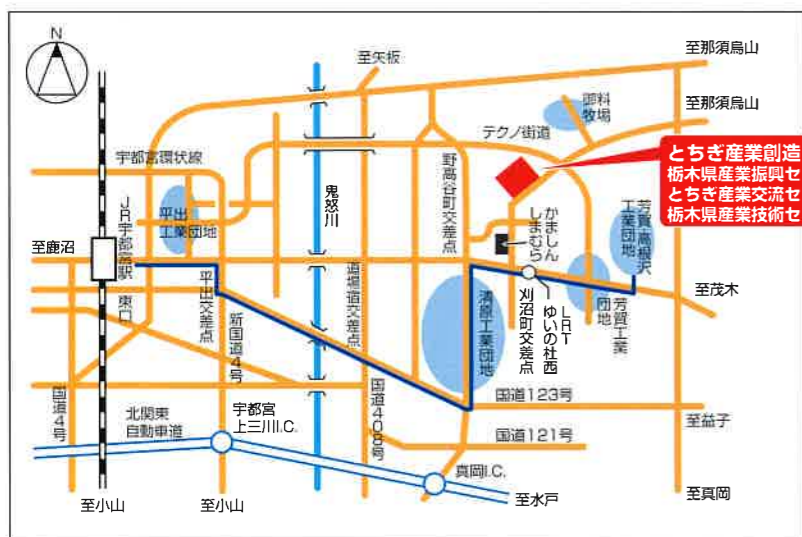 N
至矢板
至那須烏山
御料
牧場
至那須烏山
テクノ街道
宇都宮環状線
とちぎ産業創造
栃木県産業振興セ
とちぎ産業交流セ
栃木県産業技術セ
野高谷町交差点
鬼怒川
JR宇都宮駅
平出
工業団地
かましん
しまむら
芳賀・高根沢
工業団地
至鹿沼
東口
平出交差点
新国道4号
道場宿交差点
清原工業団地
刈沼町交差点
LRT
ゆいの杜西
芳賀工業
団地
至茂木
国道4号
北関東
自動車道
宇都宮
上三川I.C.
国道408号
国道123号
国道121号
至益子
真岡I.C.
至小山
至小山
至水戸
至真岡